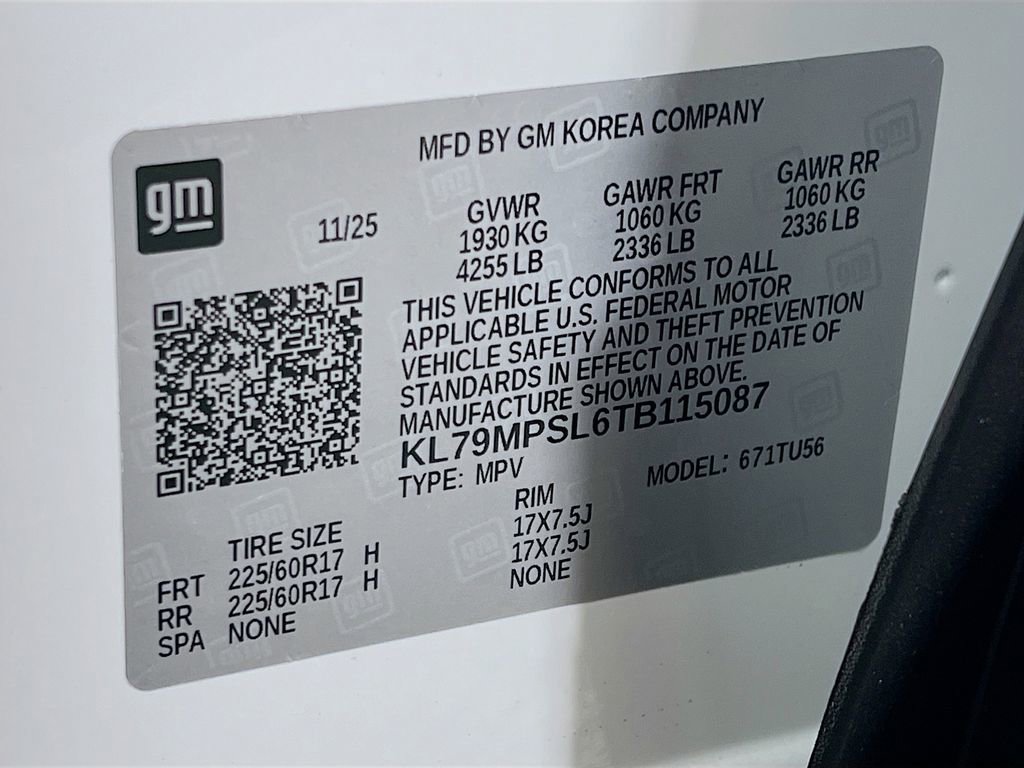 gm
MFD BY GM KOREA COMPANY
11/25
GVWR GAWR FRT GAWR RR
1930 KG 1060 KG 1060 KG
4255 LB 2336 LB 2336 LB
THIS VEHICLE CONFORMS TO ALL
APPLICABLE U.S. FEDERAL MOTOR
VEHICLE SAFETY AND THEFT PREVENTION
STANDARDS IN EFFECT ON THE DATE OF
MANUFACTURE SHOWN ABOVE.
KL79MPSL6TB115087
TYPE: MPV MODEL: 671TU56
TIRE SIZE RIM
FRT 225/60R17 H 17X7.5J
RR 225/60R17 H 17X7.5J
SPA NONE NONE